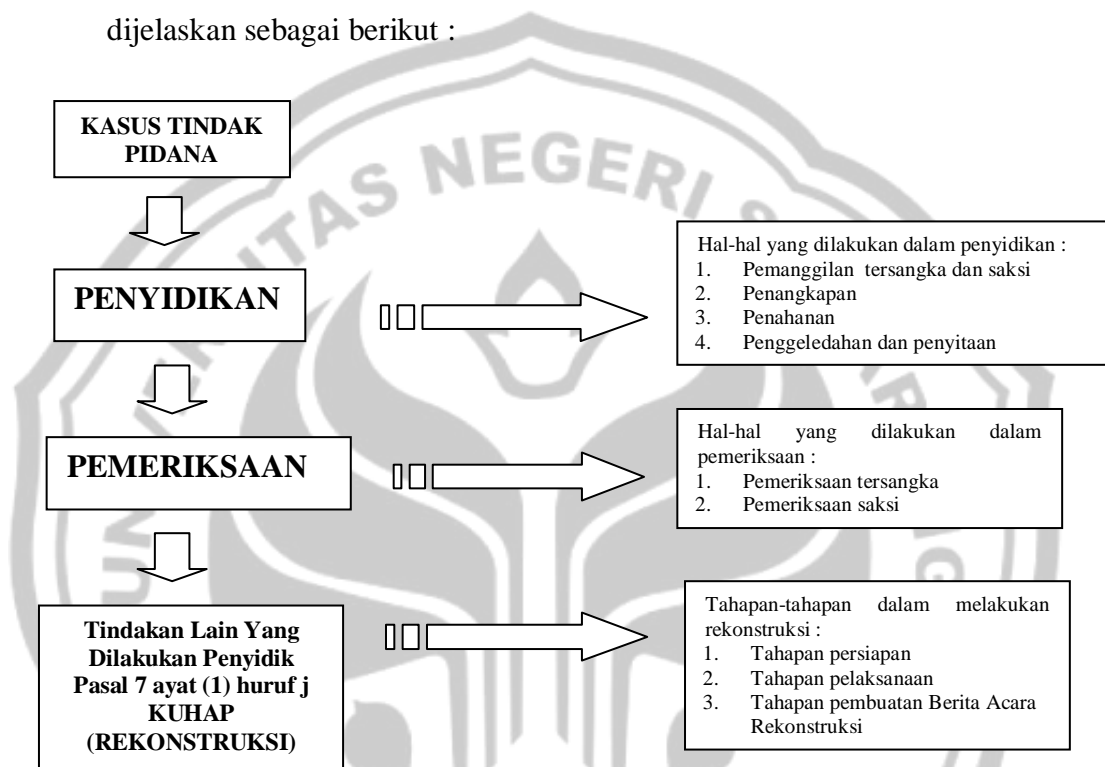 dijelaskan sebagai berikut :
KASUS TINDAK
PIDANA
PENYIDIKAN
Hal-hal yang dilakukan dalam penyidikan :
1. Pemanggilan tersangka dan saksi
2. Penangkapan
3. Penahanan
4. Penggeledahan dan penyitaan
PEMERIKSAAN
Hal-hal yang dilakukan dalam
pemeriksaan :
1. Pemeriksaan tersangka
2. Pemeriksaan saksi
Tindakan Lain Yang
Dilakukan Penyidik
Pasal 7 ayat (1) huruf j
KUHAP
(REKONSTRUKSI)
Tahapan-tahapan dalam melakukan
rekonstruksi :
1. Tahapan persiapan
2. Tahapan pelaksanaan
3. Tahapan pembuatan Berita Acara
Rekonstruksi
NEGERI